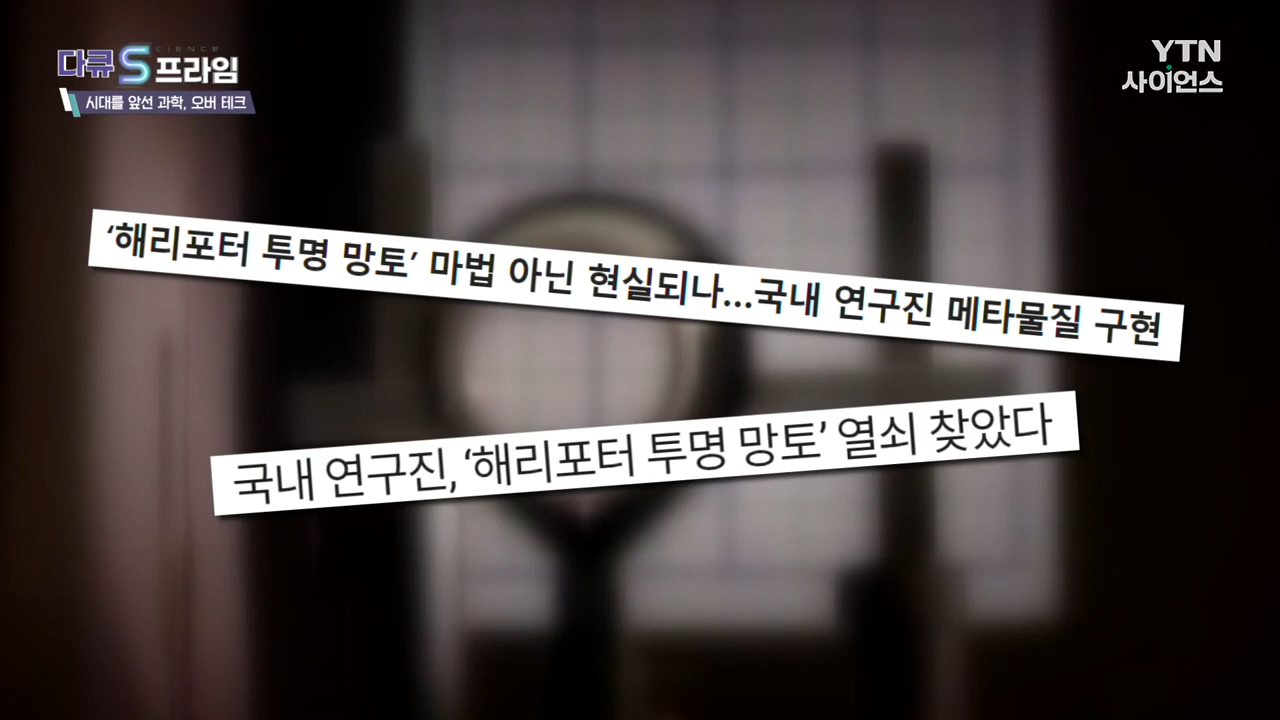 다큐 S 프라임
CIENCE
시대를 앞선 과학, 오버 테크
YTN
사이언스
‘해리포터 투명 망토’ 마법 아닌 현실되나...국내 연구진 메타물질 구현
국내 연구진, ‘해리포터 투명 망토’ 열쇠 찾았다